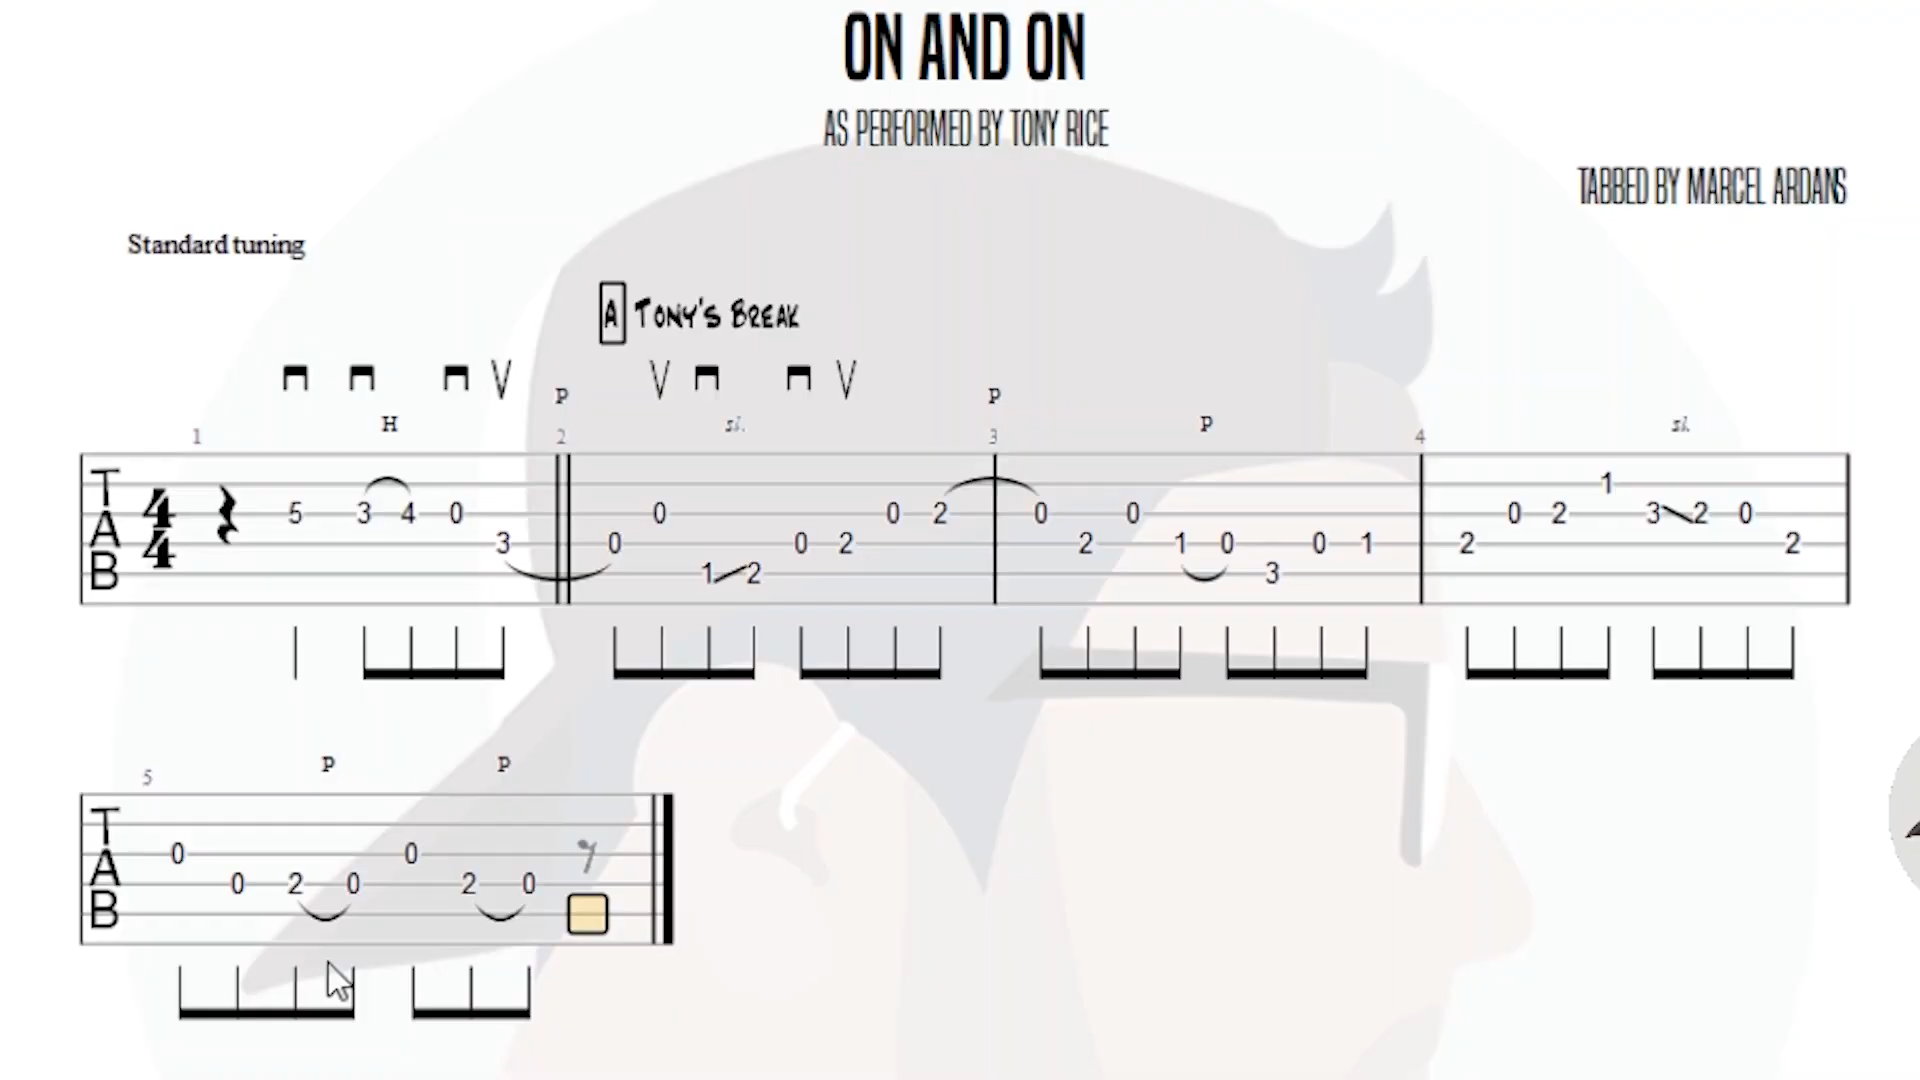 ON AND ON
AS PERFORMED BY TONY RICE
TABBED BY MARCEL ARDANS
Standard tuning
A TONY'S BREAK
P P
H sl. P sl.
1 2 3 4
T
A
B
4
4
1
5 3 4 0 0 0 2 0 0 0 2 3 2 0
3 0 0 2 2 1 0 0 1 2 2
1 2 3
P P
5
T
A
B
0 0
0 2 0 2 0